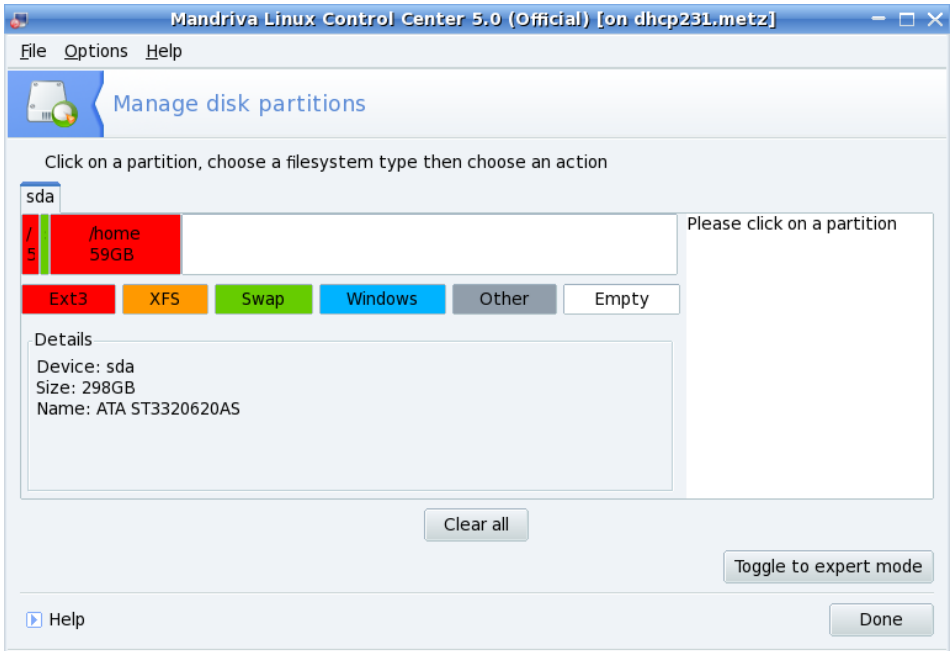 Mandriva Linux Control Center 5.0 (Official) [on dhcp231.metz]
File Options Help
Manage disk partitions
Click on a partition, choose a filesystem type then choose an action
sda
/
5
/home
59GB
Please click on a partition
Ext3 XFS Swap Windows Other Empty
Details
Device: sda
Size: 298GB
Name: ATA ST3320620AS
Clear all
Toggle to expert mode
Help
Done